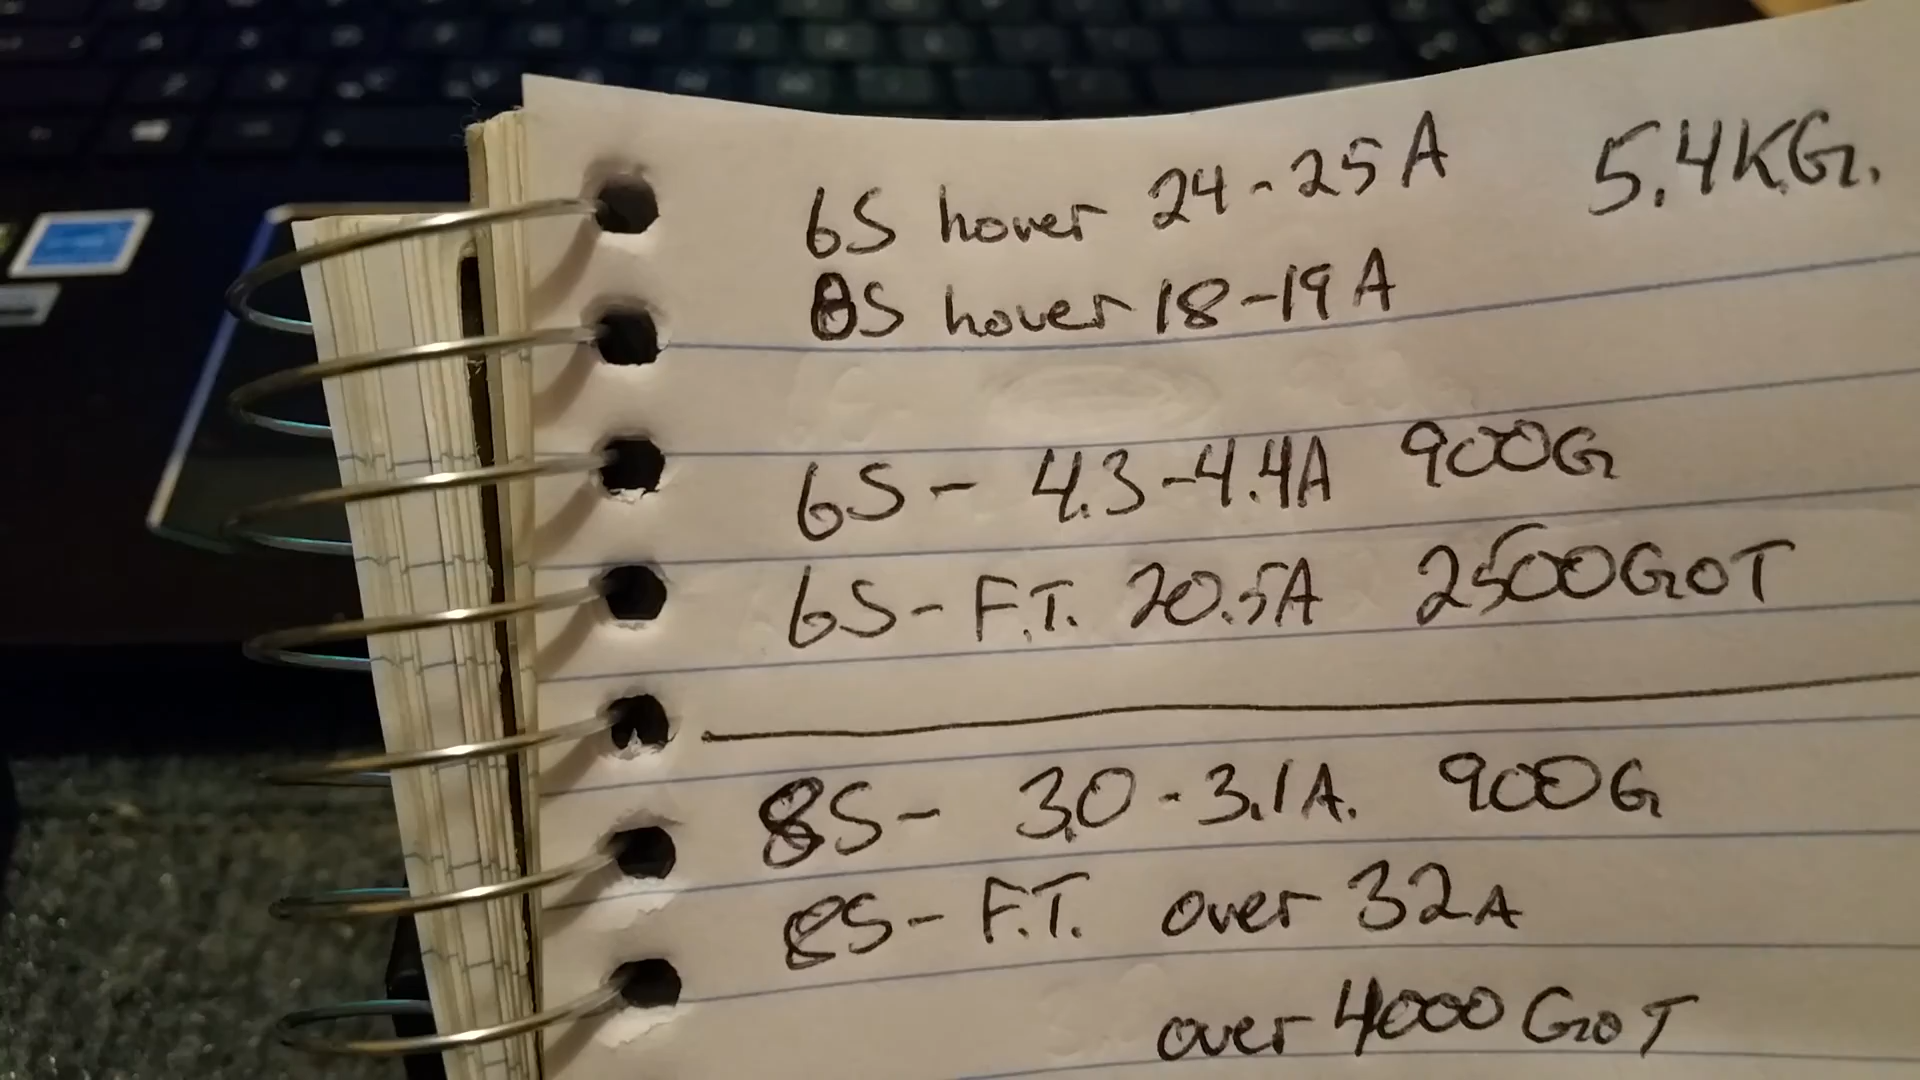 6S hover 24-25A 5.4KG.
8S hover 18-19A
6S - 4.3-4.4A 900G
6S - F.T. 20.5A 2500GOT
8S - 3.0 - 3.1A. 900G
8S - F.T. over 32A
over 4000 GOT